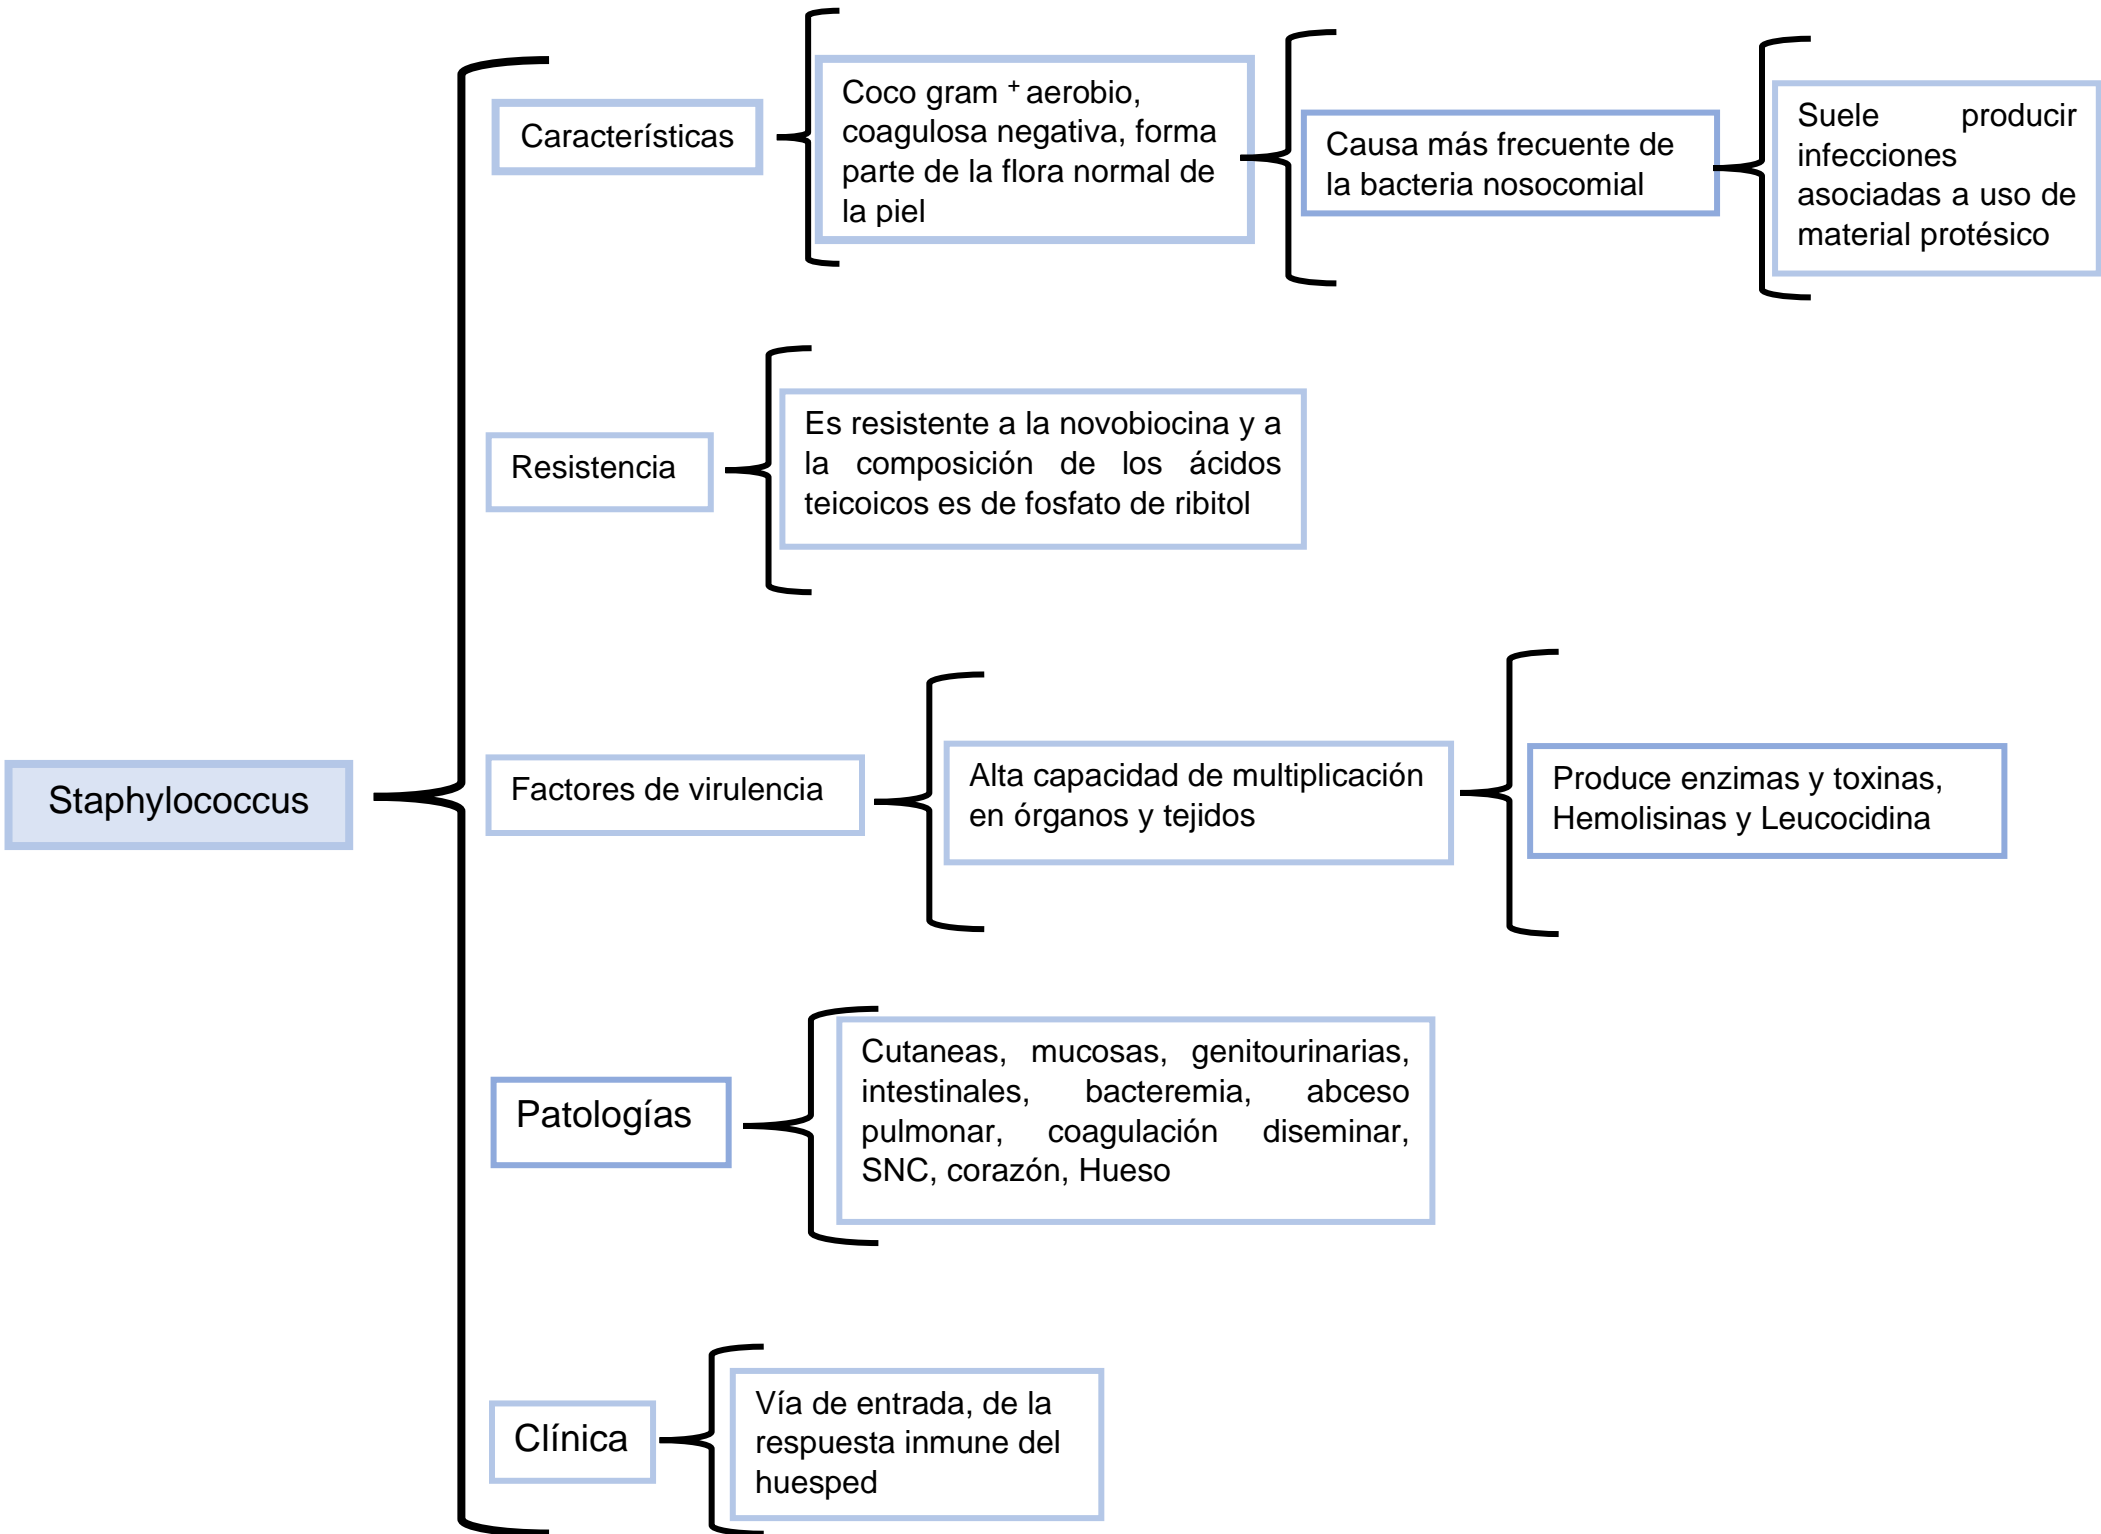 Staphylococcus
Características
Coco gram + aerobio,
coagulosa negativa, forma
parte de la flora normal de
la piel
Causa más frecuente de
la bacteria nosocomial
Suele producir
infecciones
asociadas a uso de
material protésico
Resistencia
Es resistente a la novobiocina y a
la composición de los ácidos
teicoicos es de fosfato de ribitol
Factores de virulencia
Alta capacidad de multiplicación
en órganos y tejidos
Produce enzimas y toxinas,
Hemolisinas y Leucocidina
Patologías
Cutaneas, mucosas, genitourinarias,
intestinales, bacteremia, abceso
pulmonar, coagulación diseminar,
SNC, corazón, Hueso
Clínica
Vía de entrada, de la
respuesta inmune del
huesped